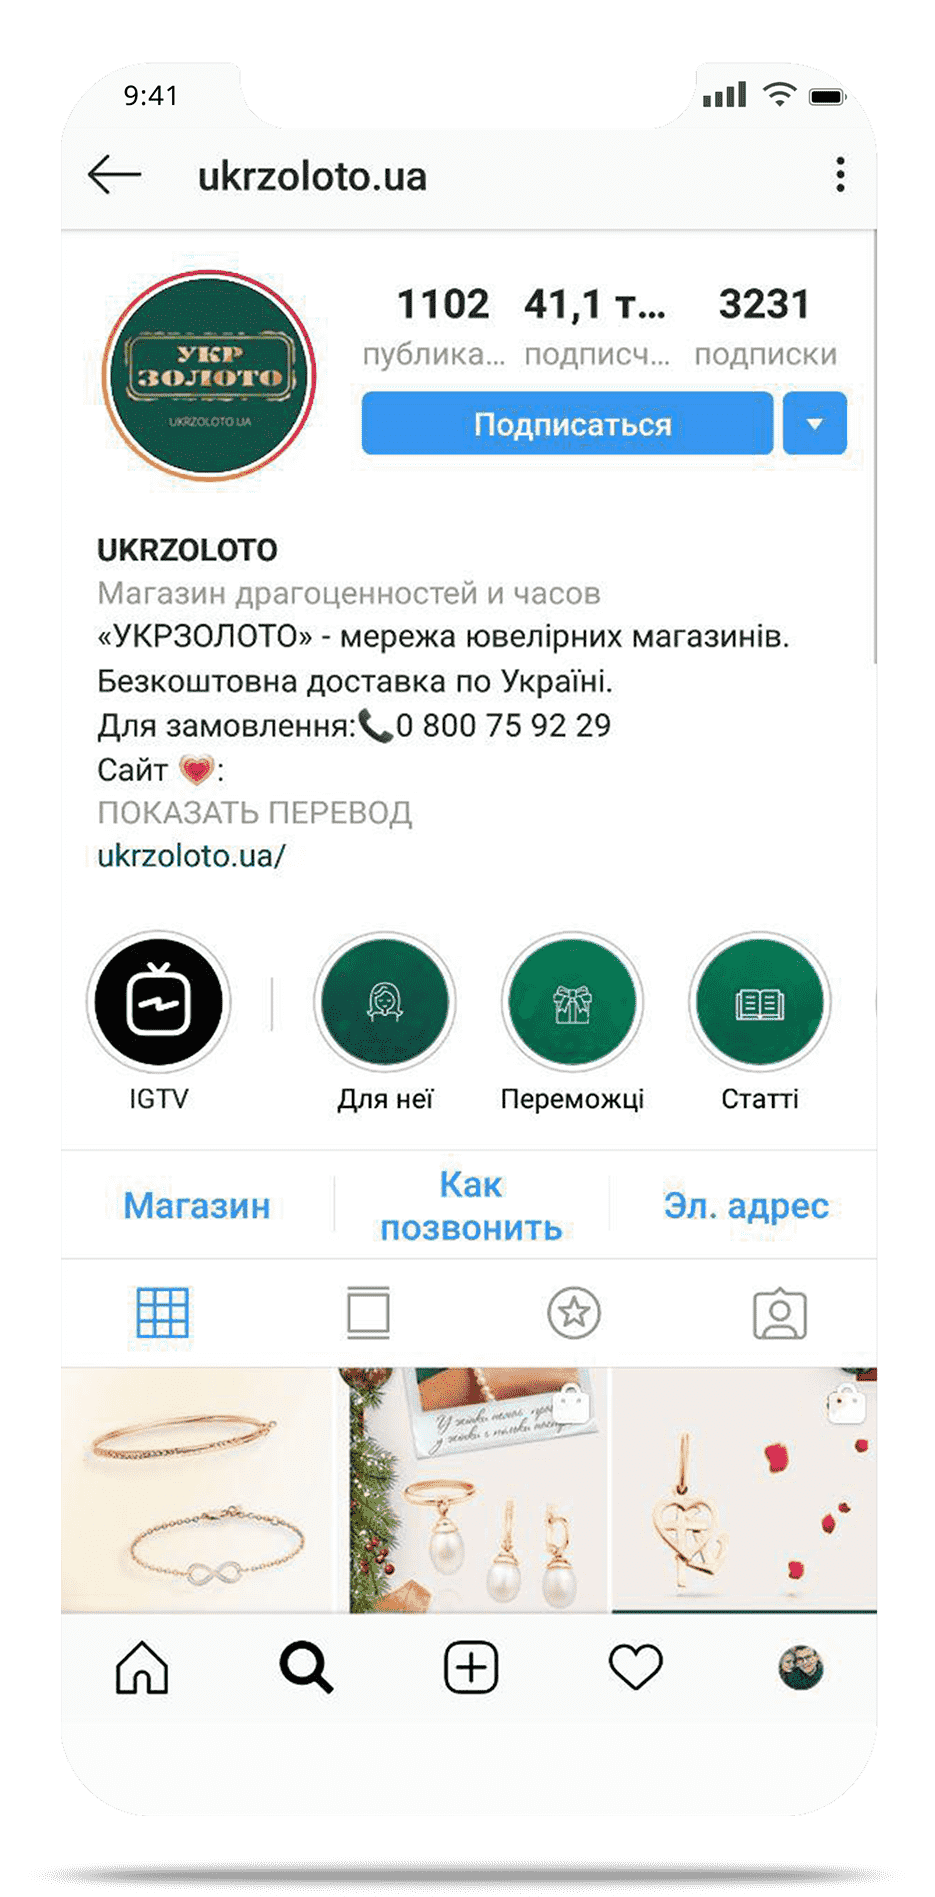 9:41
ukrzoloto.ua
1102 41,1 т... 3231
публика... подписч... подписки
УКР
ЗОЛОТО
UKRZOLOTO.UA
Подписаться
UKRZOLOTO
Магазин драгоценностей и часов
«УКРЗОЛОТО» - мережа ювелірних магазинів.
Безкоштовна доставка по Україні.
Для замовлення:📞0 800 75 92 29
Сайт 💗:
ПОКАЗАТЬ ПЕРЕВОД
ukrzoloto.ua/
IGTV Для неї Переможці Статті
Магазин Как позвонить Эл. адрес